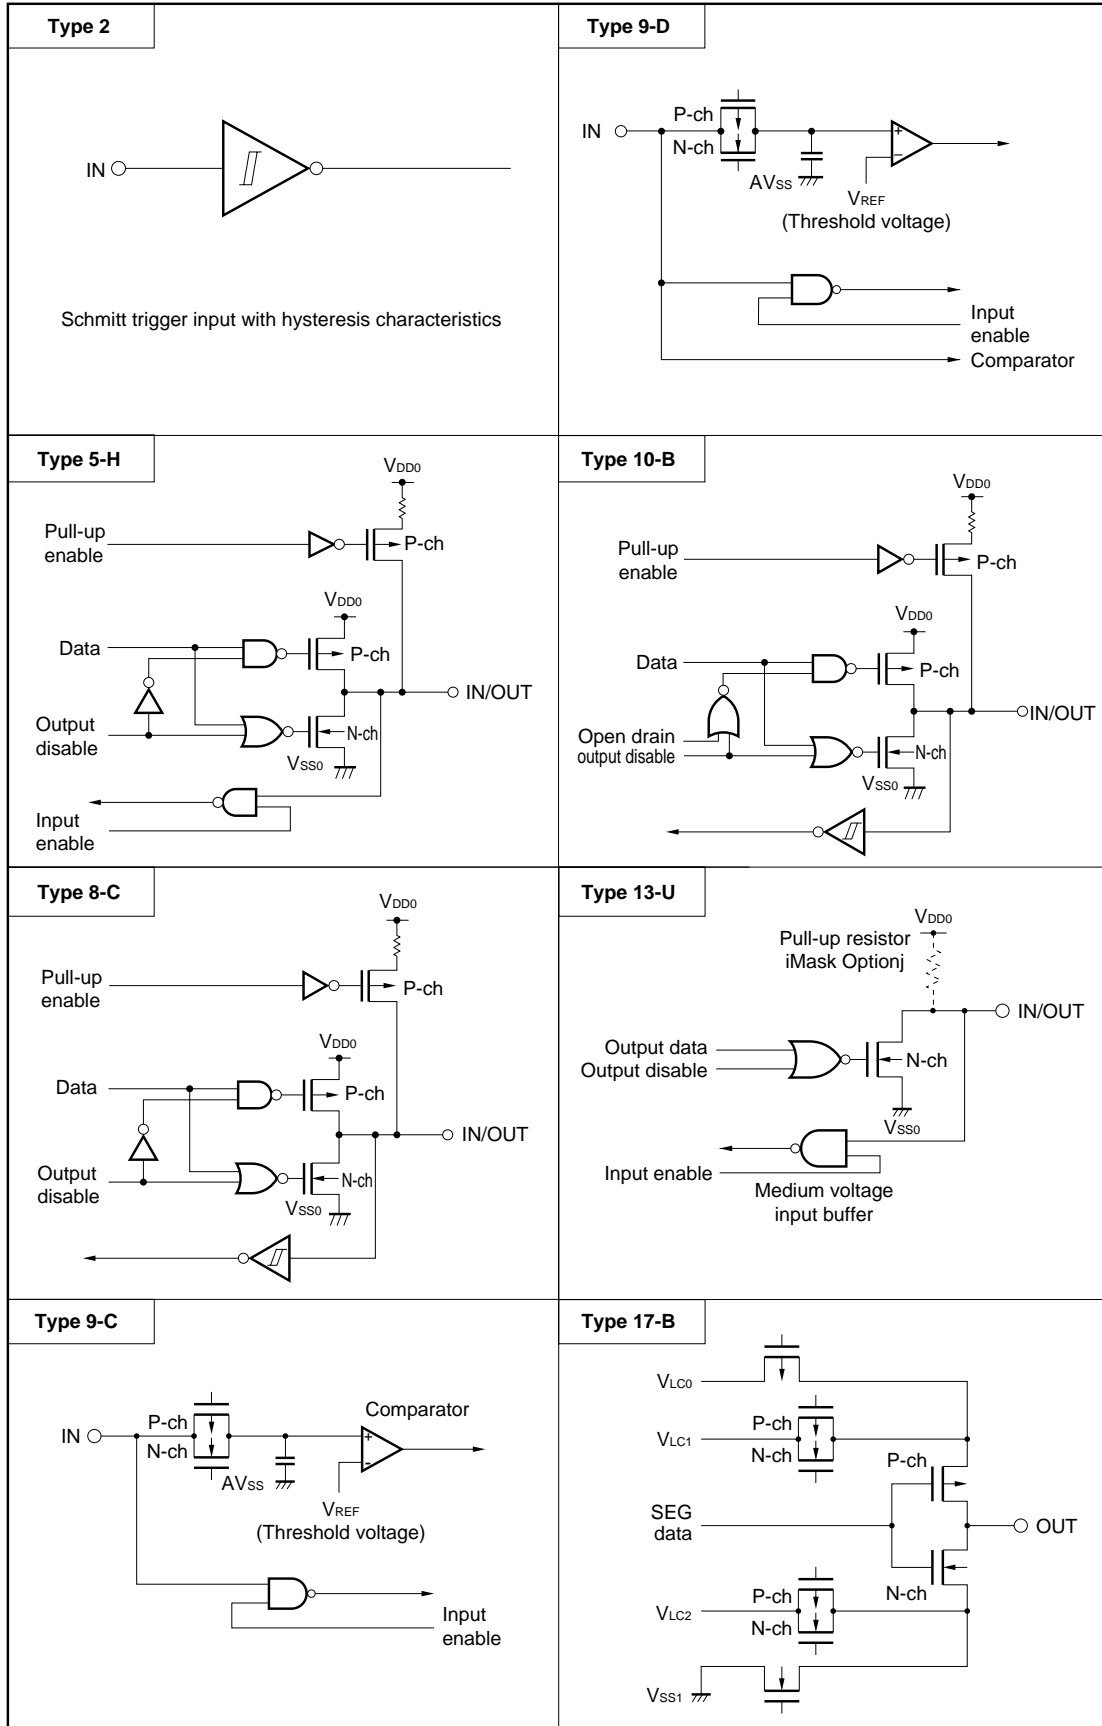 Type 2
IN
Schmitt trigger input with hysteresis characteristics
Type 9-D
IN
P-ch
N-ch
+
−
AVSS
VREF
(Threshold voltage)
Input
enable
Comparator
Type 5-H
VDD0
Pull-up
enable
P-ch
VDD0
Data
P-ch
IN/OUT
Output
disable
N-ch
VSS0
Input
enable
Type 10-B
VDD0
Pull-up
enable
P-ch
VDD0
Data
P-ch
IN/OUT
Open drain
output disable
N-ch
VSS0
Type 8-C
VDD0
Pull-up
enable
P-ch
VDD0
Data
P-ch
IN/OUT
Output
disable
N-ch
VSS0
Type 13-U
VDD0
Pull-up resistor
iMask Optionj
IN/OUT
Output data
Output disable
N-ch
VSS0
Input enable
Medium voltage
input buffer
Type 9-C
Comparator
IN
P-ch
N-ch
+
-
AVSS
VREF
(Threshold voltage)
Input
enable
Type 17-B
VLC0
P-ch
VLC1
N-ch
P-ch
SEG
data
OUT
N-ch
P-ch
VLC2
N-ch
VSS1